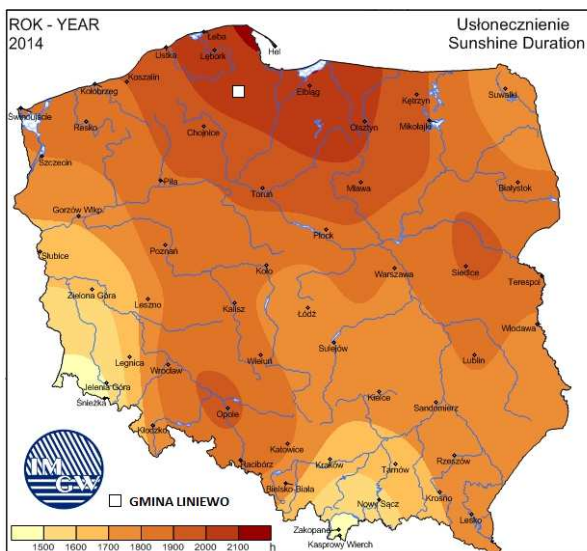 ROK - YEAR
2014
Usłonecznienie
Sunshine Duration
Łeba
Hel
Ustka
Lębork
Koszalin
Kołobrzeg
Elbląg
Kętrzyn
Suwałki
Świnoujście
Resko
Chojnice
Olsztyn
Mikołajki
Szczecin
Piła
Toruń
Mława
Białystok
Gorzów Wlkp.
Płock
Słubice
Poznań
Koło
Warszawa
Siedlce
Terespol
Zielona Góra
Leszno
Kalisz
Łódź
Włodawa
Sulejów
Legnica
Wrocław
Wieluń
Lublin
Jelenia Góra
Śnieżka
Opole
Kielce
Sandomierz
Kłodzko
Katowice
Racibórz
Kraków
Tarnów
Rzeszów
Bielsko-Biała
Nowy Sącz
Krosno
Lesko
Zakopane
Kasprowy Wierch
IM
GW
GMINA LINIEWO
1500 1600 1700 1800 1900 2000 2100 h